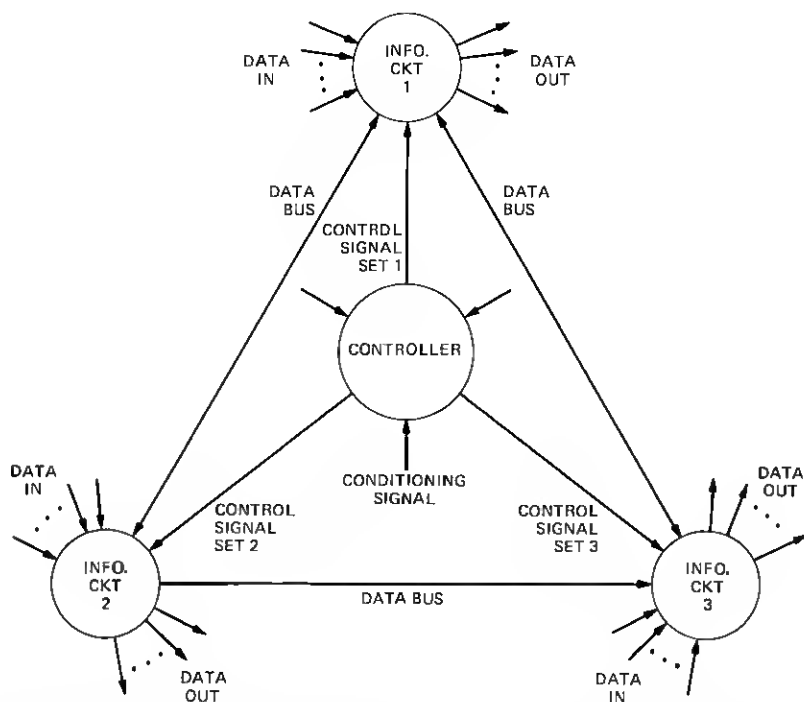 DATA
IN
INFO.
CKT
1
DATA
OUT
DATA
BUS
DATA
BUS
CONTRDL
SIGNAL
SET 1
CONTROLLER
CONDITIONING
SIGNAL
DATA
IN
CONTROL
SIGNAL
SET 2
CONTROL
SIGNAL
SET 3
DATA
OUT
INFO.
CKT
2
DATA BUS
INFO.
CKT
3
DATA
OUT
DATA
IN